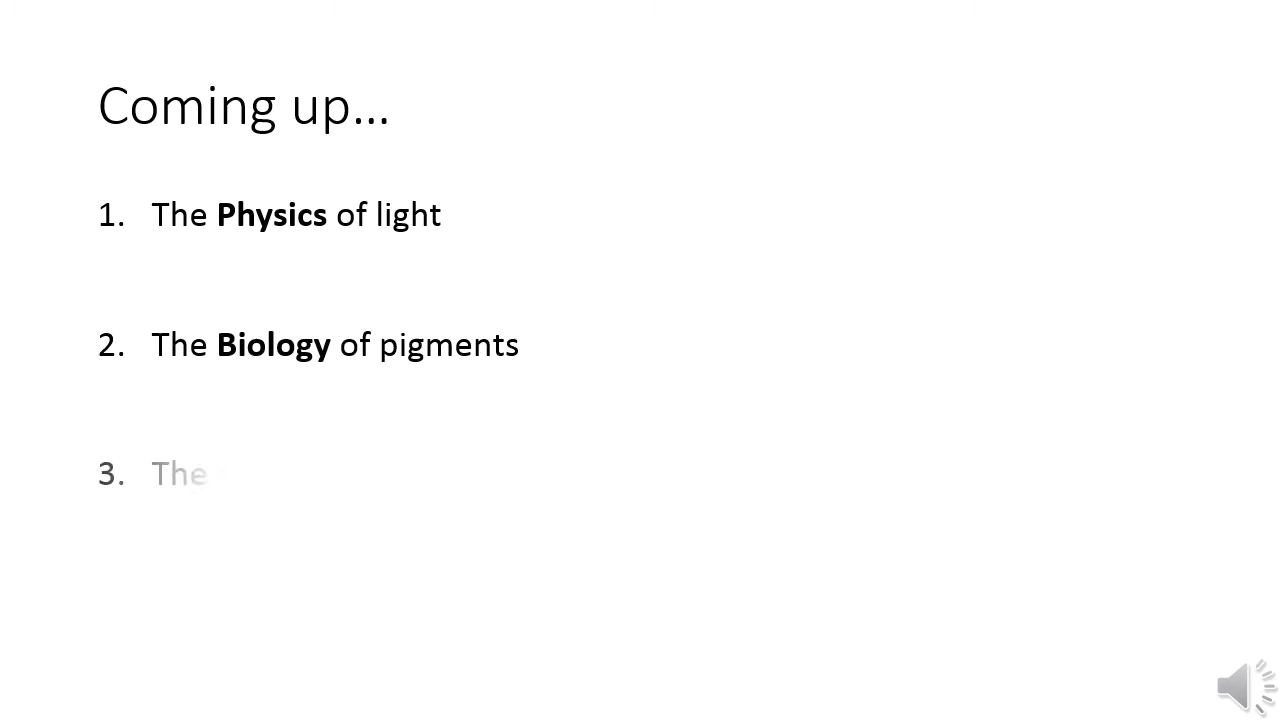 Coming up...
1. The Physics of light
2. The Biology of pigments
3. The